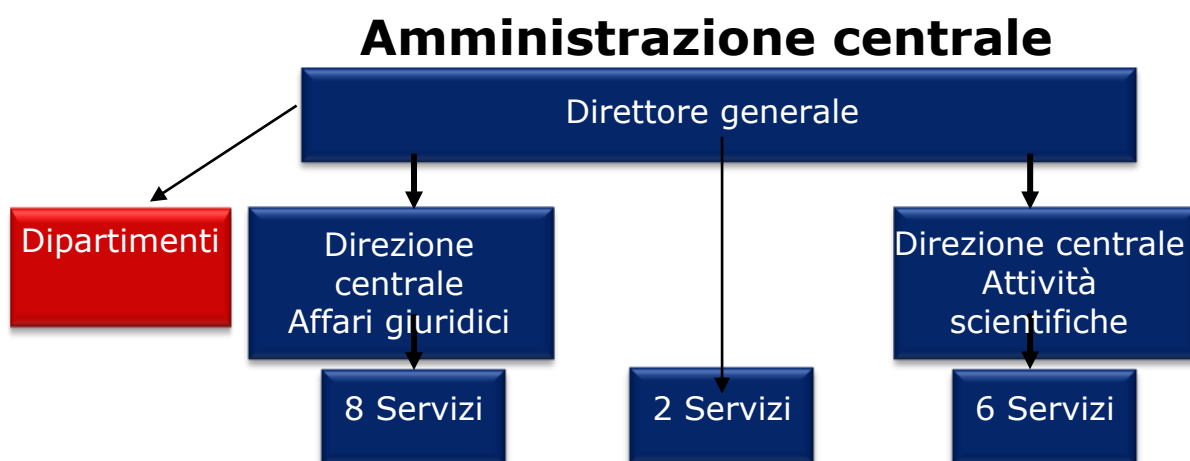 Amministrazione centrale
Direttore generale
Dipartimenti
Direzione
centrale
Affari giuridici
Direzione centrale
Attività
scientifiche
8 Servizi
2 Servizi
6 Servizi